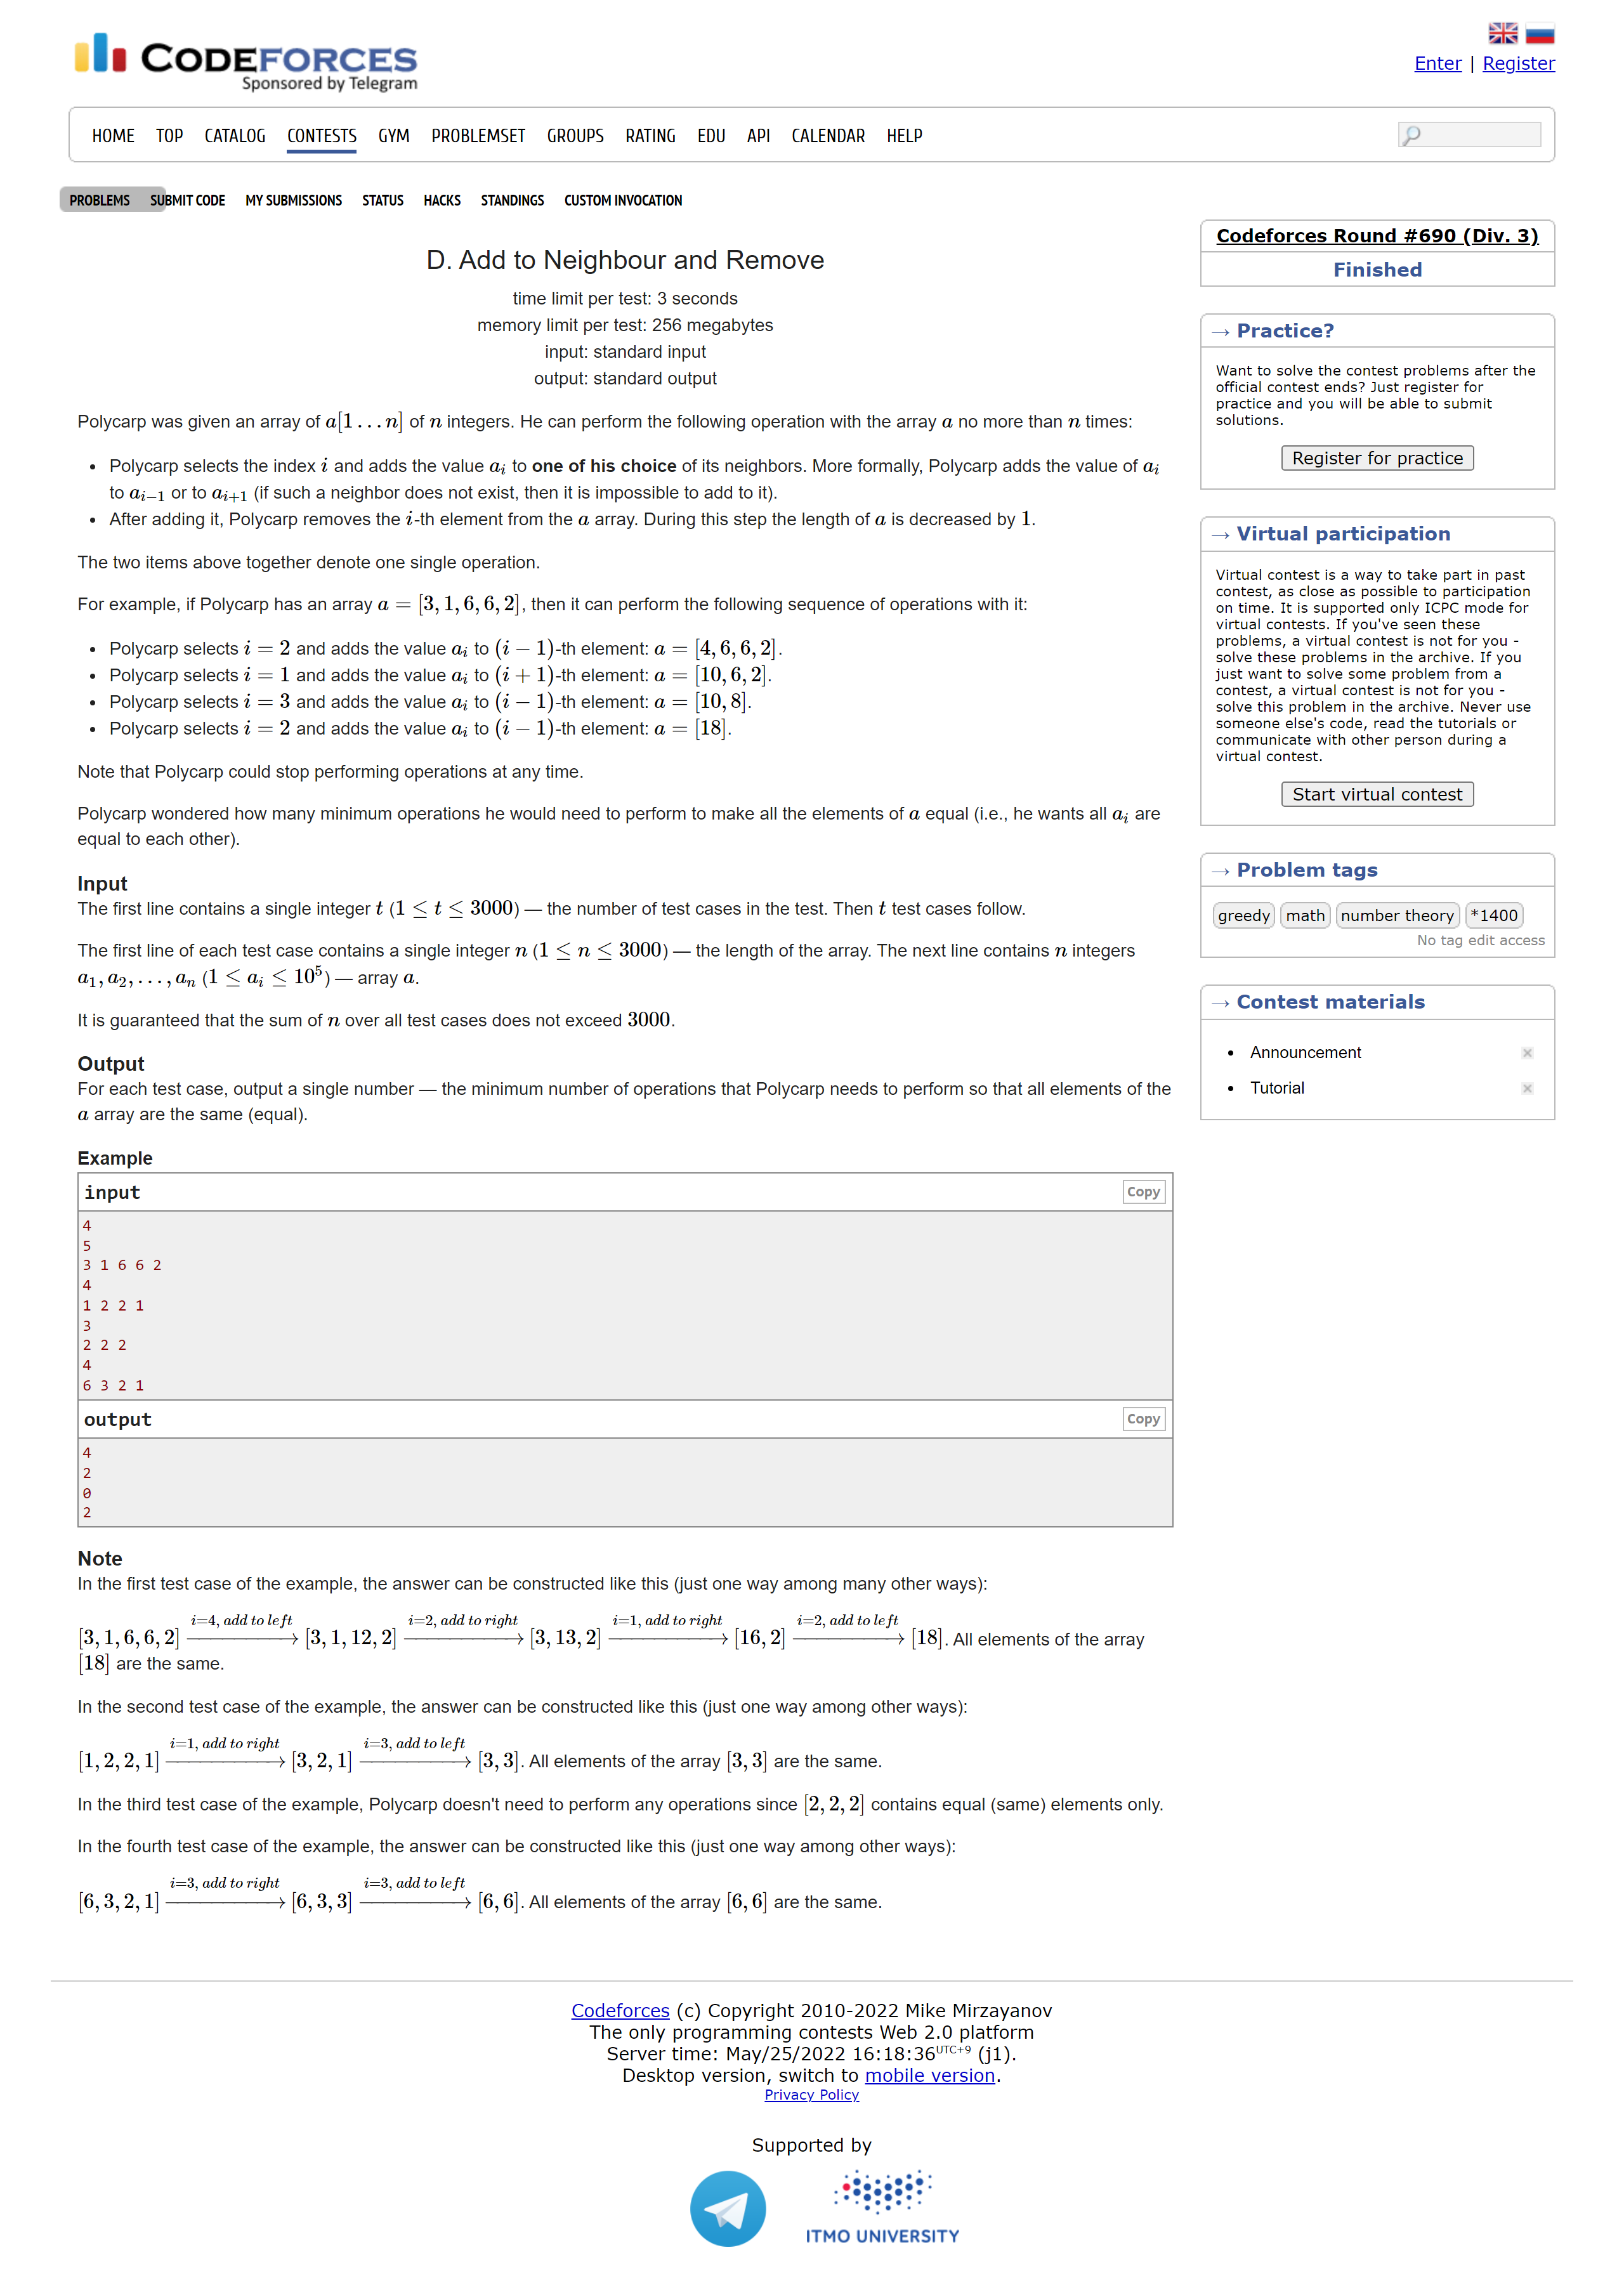 CODEFORCES
Sponsored by Telegram
Enter | Register
HOME TOP CATALOG CONTESTS GYM PROBLEMSET GROUPS RATING EDU API CALENDAR HELP
PROBLEMS SUBMIT CODE MY SUBMISSIONS STATUS HACKS STANDINGS CUSTOM INVOCATION
D. Add to Neighbour and Remove
time limit per test: 3 seconds
memory limit per test: 256 megabytes
input: standard input
output: standard output
Polycarp was given an array of a[1…n] of n integers. He can perform the following operation with the array a no more than n times:
• Polycarp selects the index i and adds the value a_i to one of his choice of its neighbors. More formally, Polycarp adds the value of a_i
to a_{i−1} or to a_{i+1} (if such a neighbor does not exist, then it is impossible to add to it).
• After adding it, Polycarp removes the i-th element from the a array. During this step the length of a is decreased by 1.
The two items above together denote one single operation.
For example, if Polycarp has an array a = [3, 1, 6, 6, 2], then it can perform the following sequence of operations with it:
• Polycarp selects i = 2 and adds the value a_i to (i − 1)-th element: a = [4, 6, 6, 2].
• Polycarp selects i = 1 and adds the value a_i to (i + 1)-th element: a = [10, 6, 2].
• Polycarp selects i = 3 and adds the value a_i to (i − 1)-th element: a = [10, 8].
• Polycarp selects i = 2 and adds the value a_i to (i − 1)-th element: a = [18].
Note that Polycarp could stop performing operations at any time.
Polycarp wondered how many minimum operations he would need to perform to make all the elements of a equal (i.e., he wants all a_i are
equal to each other).
Input
The first line contains a single integer t (1 ≤ t ≤ 3000) — the number of test cases in the test. Then t test cases follow.
The first line of each test case contains a single integer n (1 ≤ n ≤ 3000) — the length of the array. The next line contains n integers
a_1, a_2, …, a_n (1 ≤ a_i ≤ 10^5) — array a.
It is guaranteed that the sum of n over all test cases does not exceed 3000.
Output
For each test case, output a single number — the minimum number of operations that Polycarp needs to perform so that all elements of the
a array are the same (equal).
Example
input Copy
4
5
3 1 6 6 2
4
1 2 2 1
3
2 2 2
4
6 3 2 1
output Copy
4
2
0
2
Note
In the first test case of the example, the answer can be constructed like this (just one way among many other ways):
[3, 1, 6, 6, 2] i=4, add to left → [3, 1, 12, 2] i=2, add to right → [3, 13, 2] i=1, add to right → [16, 2] i=2, add to left → [18]. All elements of the array
[18] are the same.
In the second test case of the example, the answer can be constructed like this (just one way among other ways):
[1, 2, 2, 1] i=1, add to right → [3, 2, 1] i=3, add to left → [3, 3]. All elements of the array [3, 3] are the same.
In the third test case of the example, Polycarp doesn't need to perform any operations since [2, 2, 2] contains equal (same) elements only.
In the fourth test case of the example, the answer can be constructed like this (just one way among other ways):
[6, 3, 2, 1] i=3, add to right → [6, 3, 3] i=3, add to left → [6, 6]. All elements of the array [6, 6] are the same.
Codeforces Round #690 (Div. 3)
Finished
→ Practice?
Want to solve the contest problems after the
official contest ends? Just register for
practice and you will be able to submit
solutions.
Register for practice
→ Virtual participation
Virtual contest is a way to take part in past
contest, as close as possible to participation
on time. It is supported only ICPC mode for
virtual contests. If you've seen these
problems, a virtual contest is not for you -
solve these problems in the archive. If you
just want to solve some problem from a
contest, a virtual contest is not for you -
solve this problem in the archive. Never use
someone else's code, read the tutorials or
communicate with other person during a
virtual contest.
Start virtual contest
→ Problem tags
greedy math number theory *1400
No tag edit access
→ Contest materials
• Announcement
• Tutorial
Codeforces (c) Copyright 2010-2022 Mike Mirzayanov
The only programming contests Web 2.0 platform
Server time: May/25/2022 16:18:36 UTC+9 (j1).
Desktop version, switch to mobile version.
Privacy Policy
Supported by
ITMO UNIVERSITY